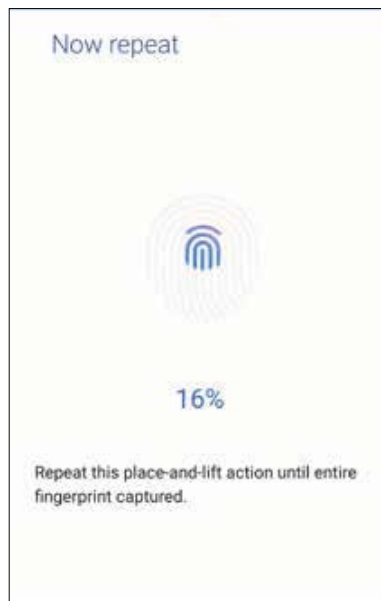 Now repeat
16%
Repeat this place-and-lift action until entire
fingerprint captured.